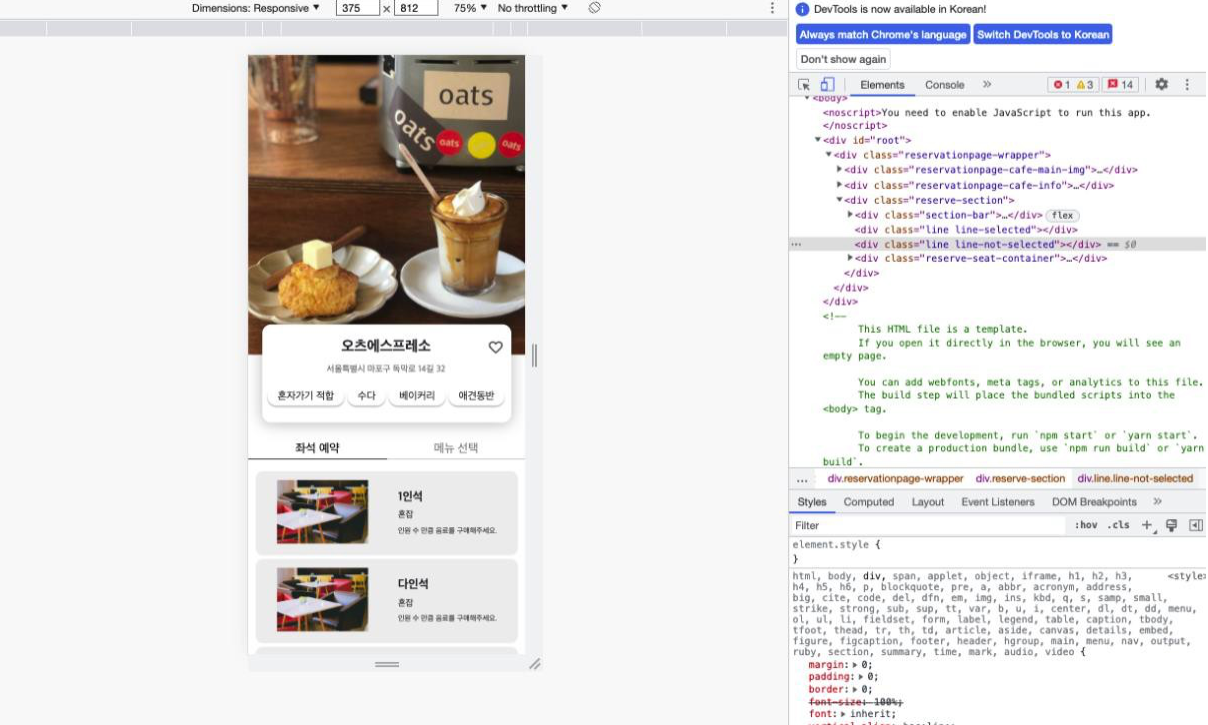 Dimensions: Responsive ▼ 375 x 812 75% ▼ No throttling ▼
oats
oats
oats
oats
오츠에스프레소
서울특별시 마포구 독막로 14길 32
혼자가기 적합 수다 베이커리 애견동반
좌석 예약 메뉴 선택
1인석
혼잡
인원 수 만큼 음료를 구매해주세요.
다인석
혼잡
인원 수 만큼 음료를 구매해주세요.
DevTools is now available in Korean!
Always match Chrome's language Switch DevTools to Korean
Don't show again
Elements Console » 1 3 14
<body>
<noscript>You need to enable JavaScript to run this app.
</noscript>
<div id="root">
<div class="reservationpage-wrapper">
<div class="reservationpage-cafe-main-img">…</div>
<div class="reservationpage-cafe-info">…</div>
<div class="reserve-section">
<div class="section-bar">…</div> flex
<div class="line line-selected"></div>
<div class="line line-not-selected"></div> == $0
<div class="reserve-seat-container">…</div>
</div>
</div>
</div>
<!--
This HTML file is a template.
If you open it directly in the browser, you will see an
empty page.
You can add webfonts, meta tags, or analytics to this file.
The build step will place the bundled scripts into the
<body> tag.
To begin the development, run `npm start` or `yarn start`.
To create a production bundle, use `npm run build` or `yarn
build`.
… div.reservationpage-wrapper div.reserve-section div.line.line-not-selected
Styles Computed Layout Event Listeners DOM Breakpoints »
Filter :hov .cls +
element.style {
}
html, body, div, span, applet, object, iframe, h1, h2, h3, <style>
h4, h5, h6, p, blockquote, pre, a, abbr, acronym, address,
big, cite, code, del, dfn, em, img, ins, kbd, q, s, samp, small,
strike, strong, sub, sup, tt, var, b, u, i, center, dl, dt, dd, menu,
ol, ul, li, fieldset, form, label, legend, table, caption, tbody,
tfoot, thead, tr, th, td, article, aside, canvas, details, embed,
figure, figcaption, footer, header, hgroup, main, menu, nav, output,
ruby, section, summary, time, mark, audio, video {
margin: 0;
padding: 0;
border: 0;
font-size: 100%;
font: inherit;
vertical-align: baseline;